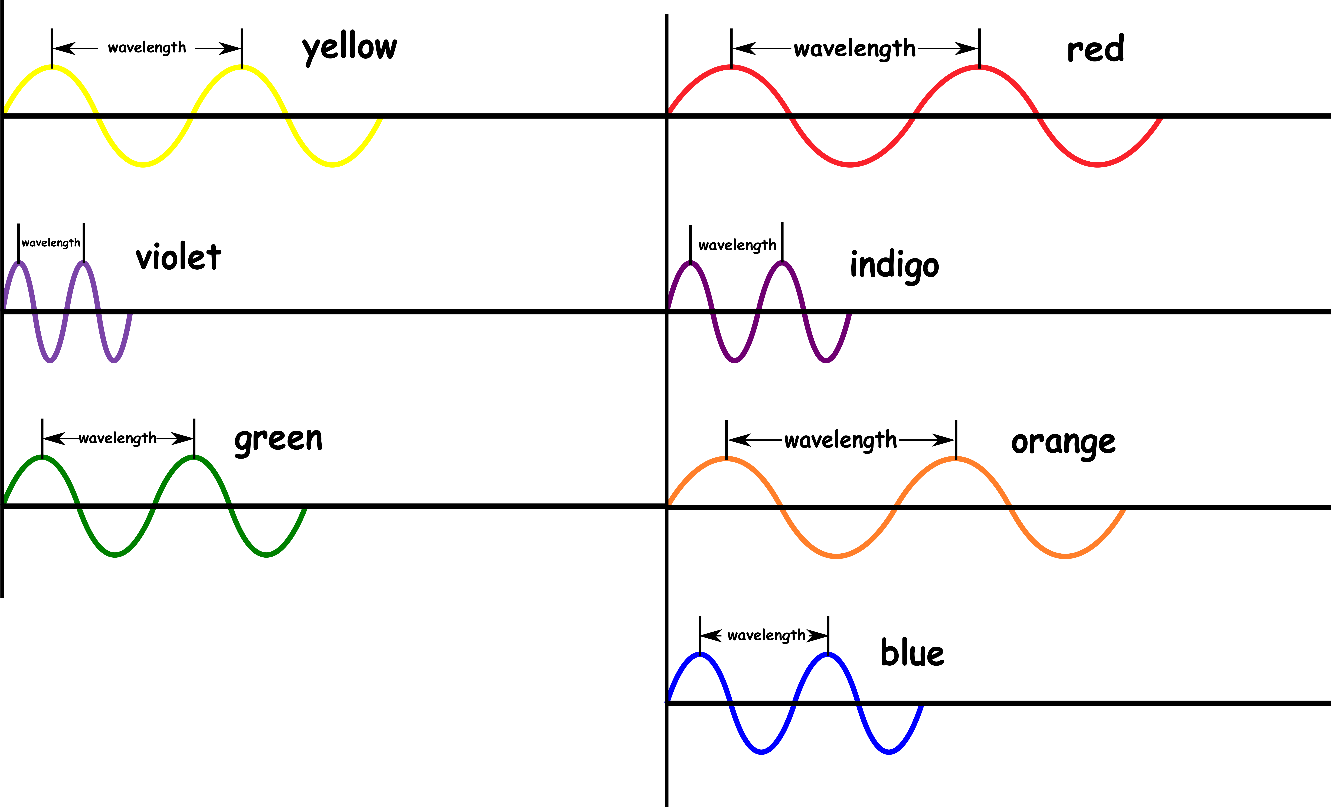 wavelength
yellow
wavelength
violet
wavelength
green
wavelength
red
wavelength
indigo
wavelength
orange
wavelength
blue